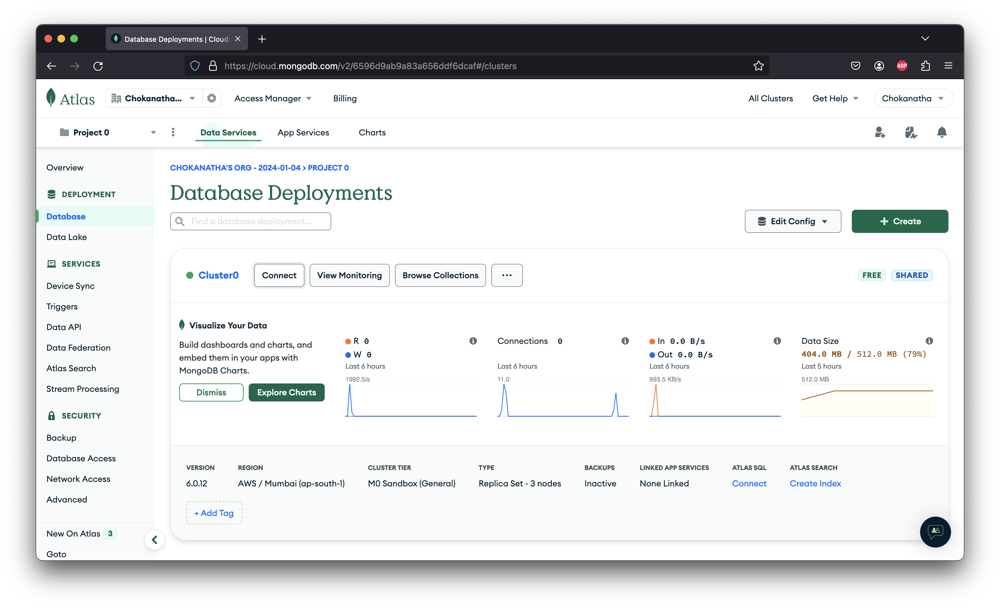 Database Deployments | Cloud:
https://cloud.mongodb.com/v2/6596d9ab9a83a656ddf6dcaf#/clusters
ABP
Atlas
Chokanatha...
Access Manager
Billing
All Clusters
Get Help
Chokanatha
Project 0
Data Services
App Services
Charts
Overview
DEPLOYMENT
Database
Data Lake
SERVICES
Device Sync
Triggers
Data API
Data Federation
Atlas Search
Stream Processing
SECURITY
Backup
Database Access
Network Access
Advanced
New On Atlas 3
Goto
CHOKANATHA'S ORG - 2024-01-04 > PROJECT 0
Database Deployments
Find a database deployment...
Edit Config
+ Create
Cluster0
Connect
View Monitoring
Browse Collections
...
FREE
SHARED
Visualize Your Data
Build dashboards and charts, and
embed them in your apps with
MongoDB Charts.
Dismiss
Explore Charts
R 0
W 0
Last 6 hours
1992.5/s
Connections 0
Last 6 hours
11.0
In 0.0 B/s
Out 0.0 B/s
Last 6 hours
993.5 KB/s
Data Size
404.0 MB / 512.0 MB (79%)
Last 5 hours
512.0 MB
VERSION
6.0.12
REGION
AWS / Mumbai (ap-south-1)
CLUSTER TIER
M0 Sandbox (General)
TYPE
Replica Set - 3 nodes
BACKUPS
Inactive
LINKED APP SERVICES
None Linked
ATLAS SQL
Connect
ATLAS SEARCH
Create Index
+ Add Tag